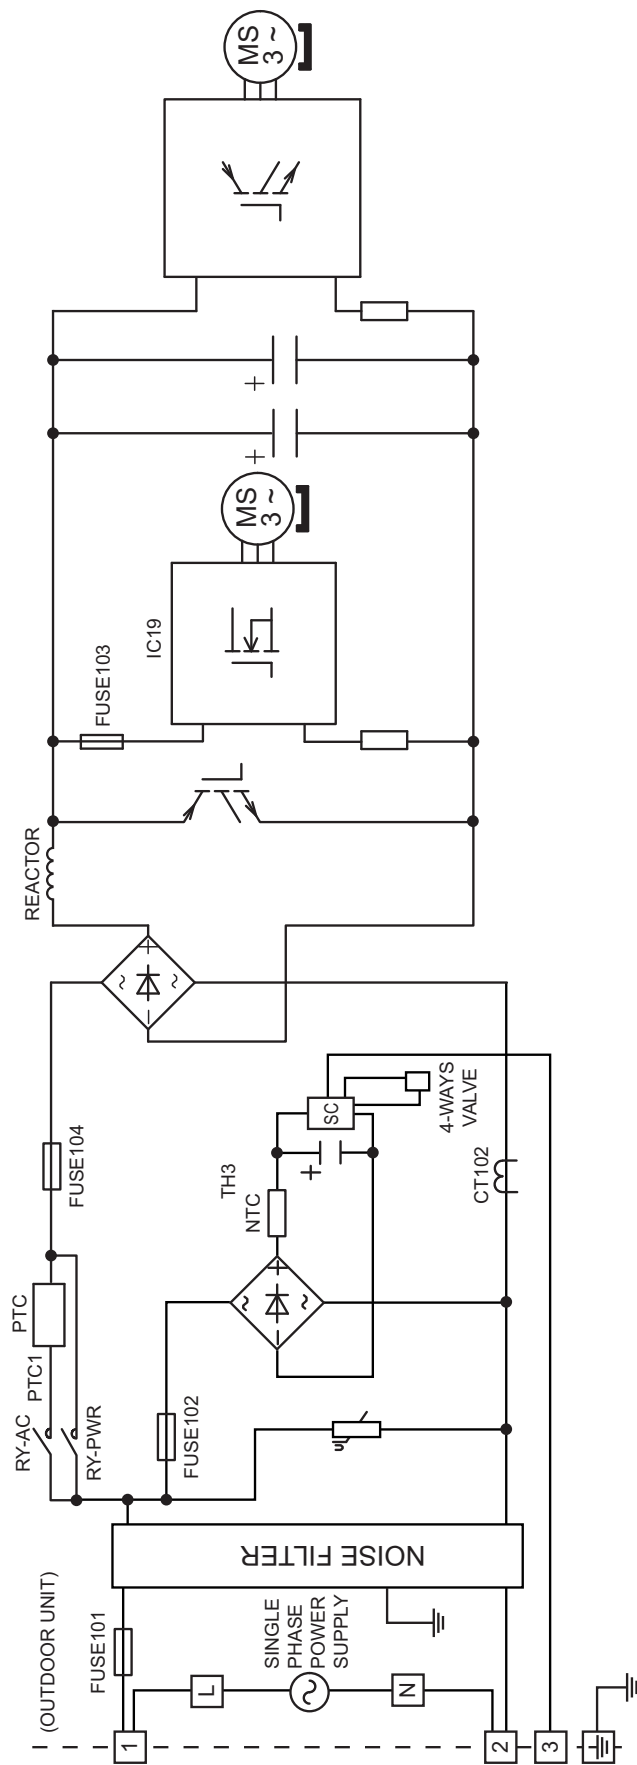 (OUTDOOR UNIT)
1
FUSE101
L
SINGLE
PHASE
POWER
SUPPLY
N
2
3
NOISE FILTER
RY-AC
RY-PWR
PTC1
PTC
FUSE102
FUSE104
TH3
NTC
+
SC
4-WAYS
VALVE
CT102
REACTOR
FUSE103
IC19
MS
3 ~
+
+
MS
3 ~